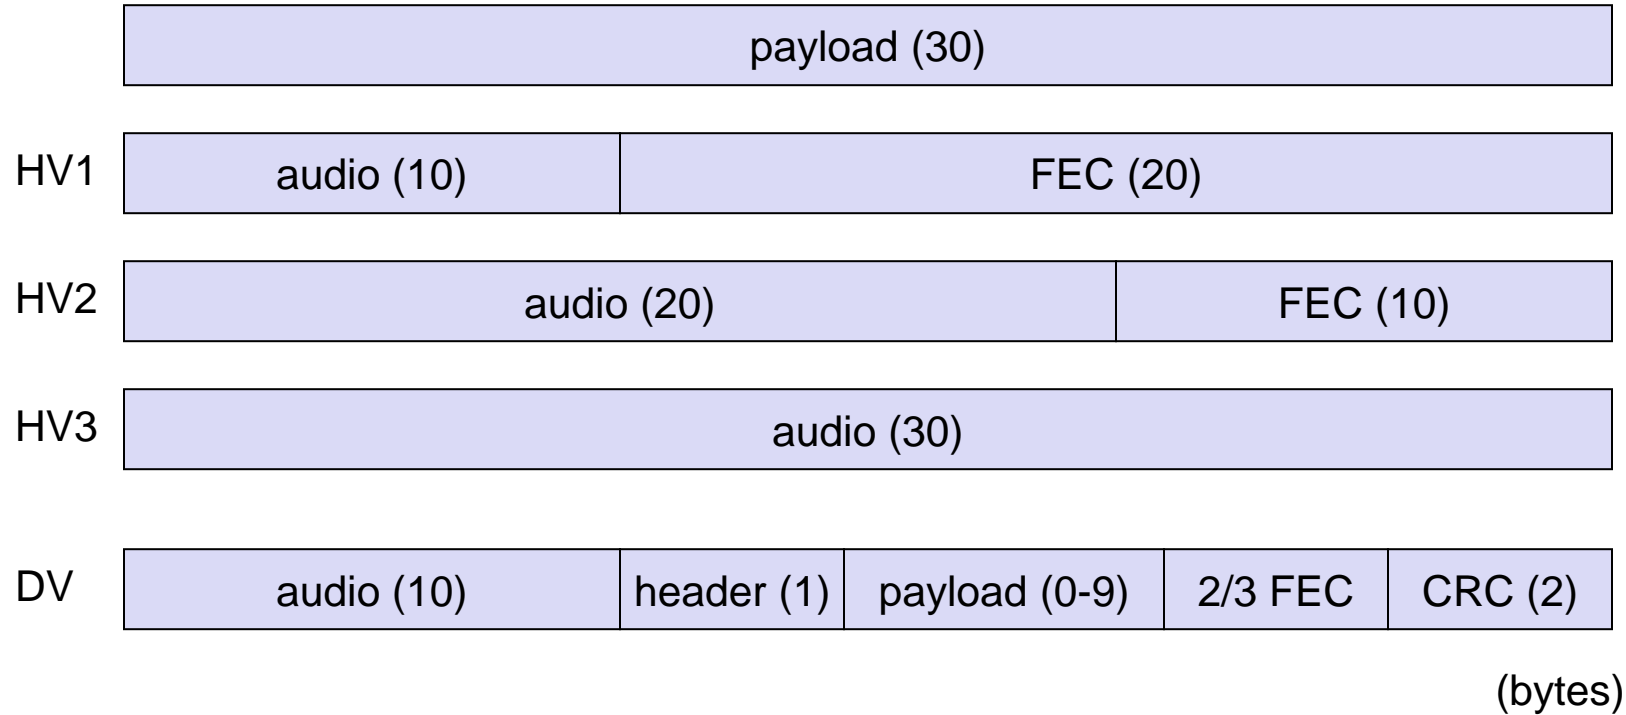 payload (30)
HV1 audio (10) FEC (20)
HV2 audio (20) FEC (10)
HV3 audio (30)
DV audio (10) header (1) payload (0-9) 2/3 FEC CRC (2)
(bytes)